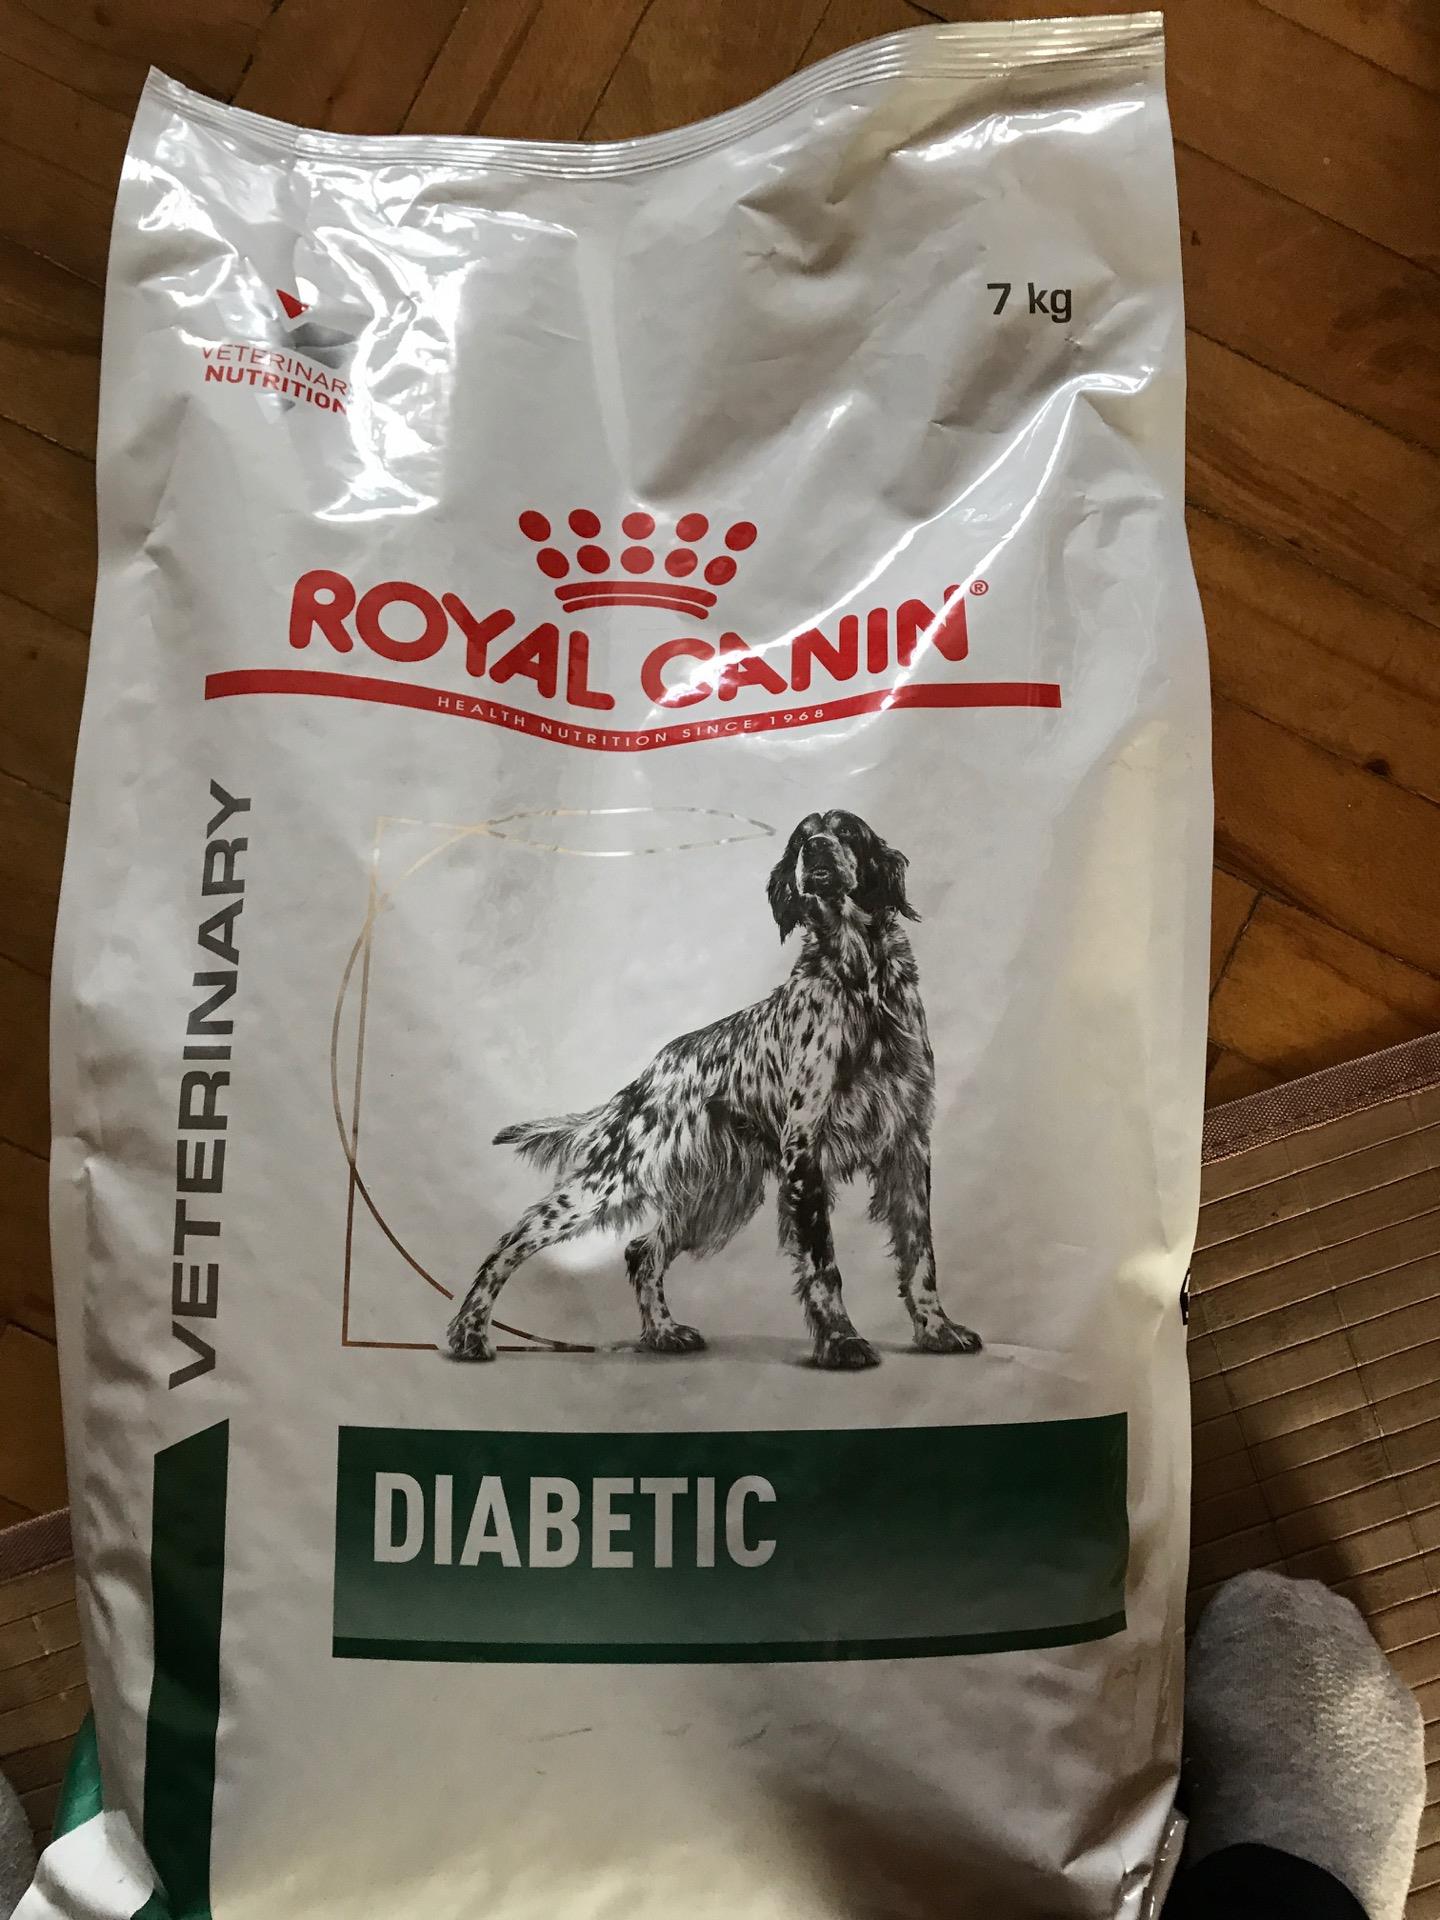 7 kg
VETERINARY
NUTRITION
ROYAL CANIN®
HEALTH NUTRITION SINCE 1968
VETERINARY
DIABETIC